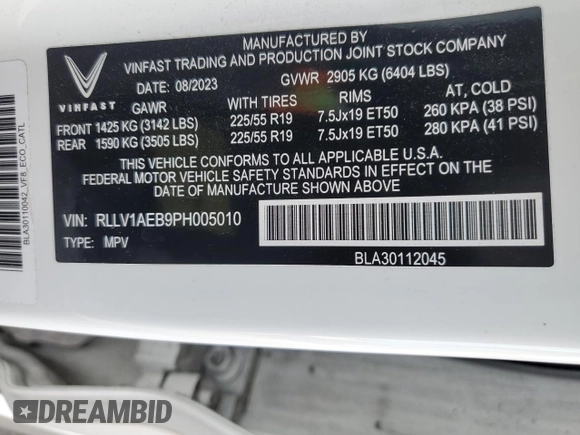 MANUFACTURED BY
VINFAST TRADING AND PRODUCTION JOINT STOCK COMPANY
VINFAST
DATE: 08/2023 GVWR 2905 KG (6404 LBS)
GAWR WITH TIRES RIMS AT, COLD
FRONT 1425 KG (3142 LBS) 225/55 R19 7.5Jx19 ET50 260 KPA (38 PSI)
REAR 1590 KG (3505 LBS) 225/55 R19 7.5Jx19 ET50 280 KPA (41 PSI)
THIS VEHICLE CONFORMS TO ALL APPLICABLE U.S.A.
FEDERAL MOTOR VEHICLE SAFETY STANDARDS IN EFFECT ON THE
DATE OF MANUFACTURE SHOWN ABOVE
VIN: RLLV1AEB9PH005010
TYPE: MPV
BLA30112045
BLA30110042_VF8_ECO_CATL
DREAMBID